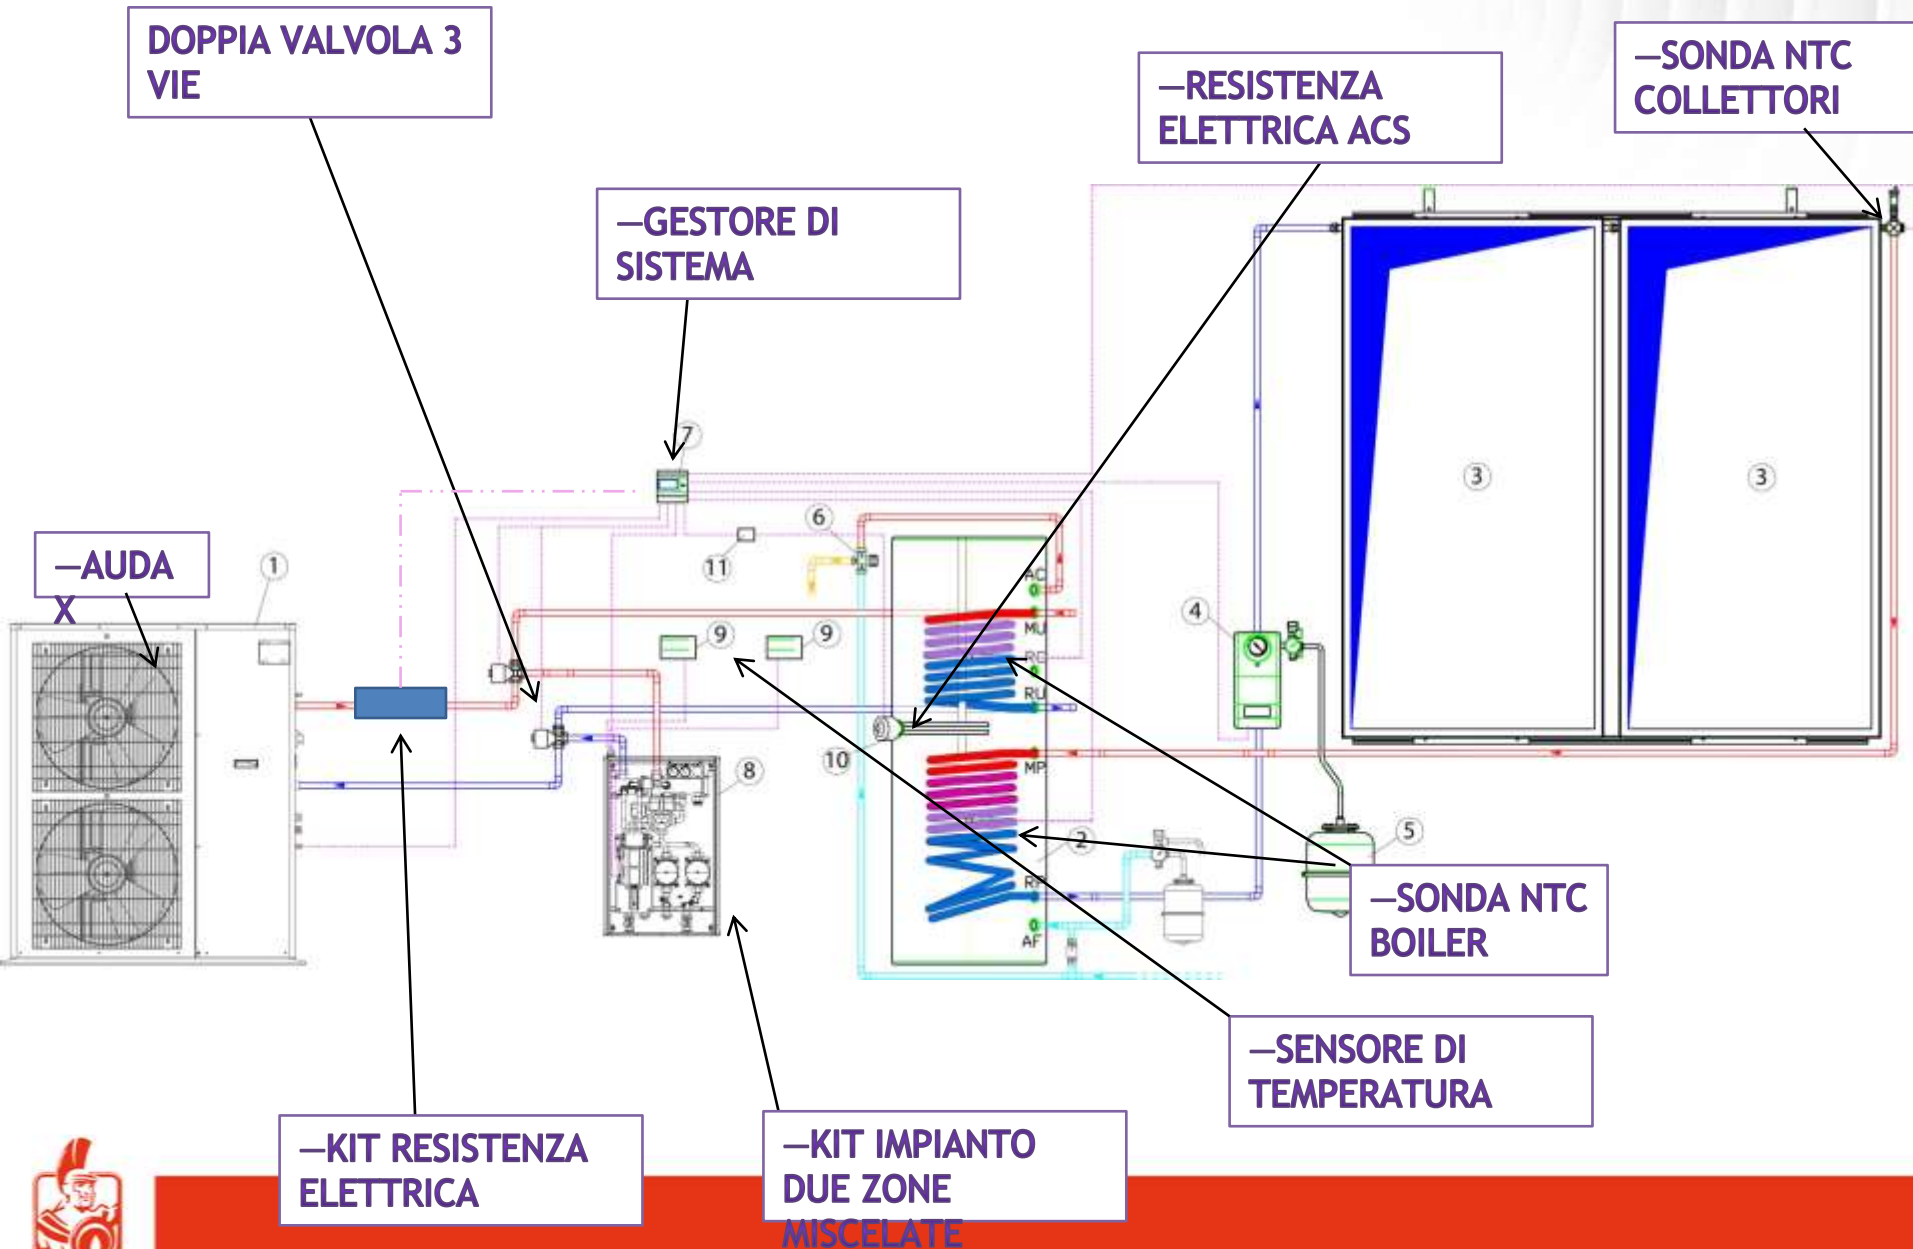 DOPPIA VALVOLA 3
VIE
—RESISTENZA
ELETTRICA ACS
—SONDA NTC
COLLETTORI
—GESTORE DI
SISTEMA
7
3
3
6
11
—AUDA
X
1
AC
MU
4
9
9
RE
RU
10
MP
8
2
5
RP
AF
—SONDA NTC
BOILER
—SENSORE DI
TEMPERATURA
—KIT RESISTENZA
ELETTRICA
—KIT IMPIANTO
DUE ZONE
MISCELATE